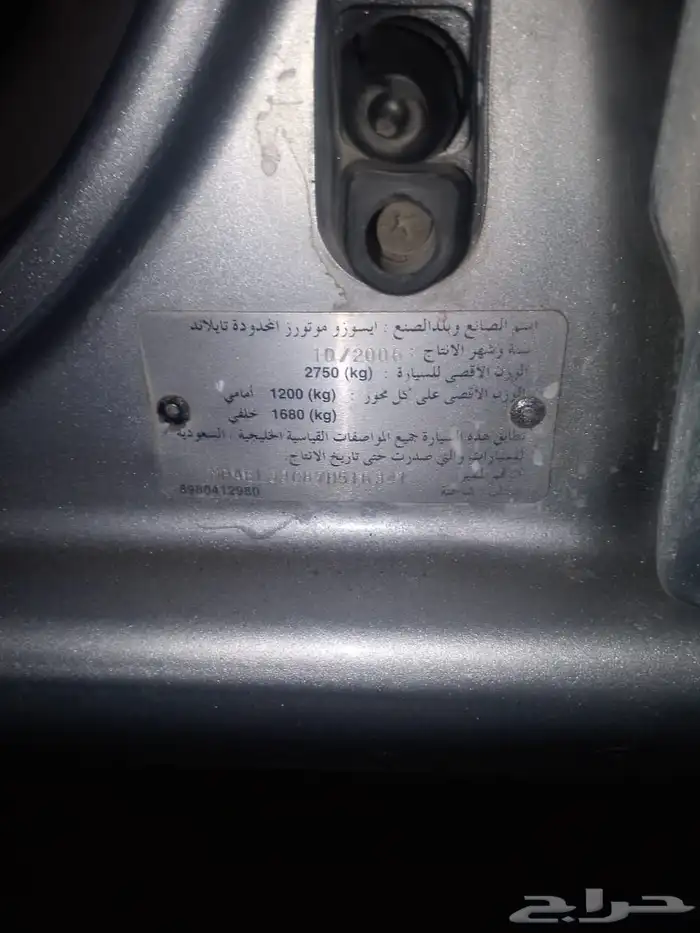 اسم الصانع وبلد الصنع : ايسوزو موتورز المحدودة تايلاند
سنة وشهر الانتاج : 10/2006
الوزن الأقصى للسيارة : 2750 (kg)
الوزن الأقصى على كل محور : 1200 (kg) أمامي
1680 (kg) خلفي
تطابق هذه السيارة جميع المواصفات القياسية الخليجية ، السعودية
للسيارات والتي صدرت حتى تاريخ الانتاج.
8980412980
حراج